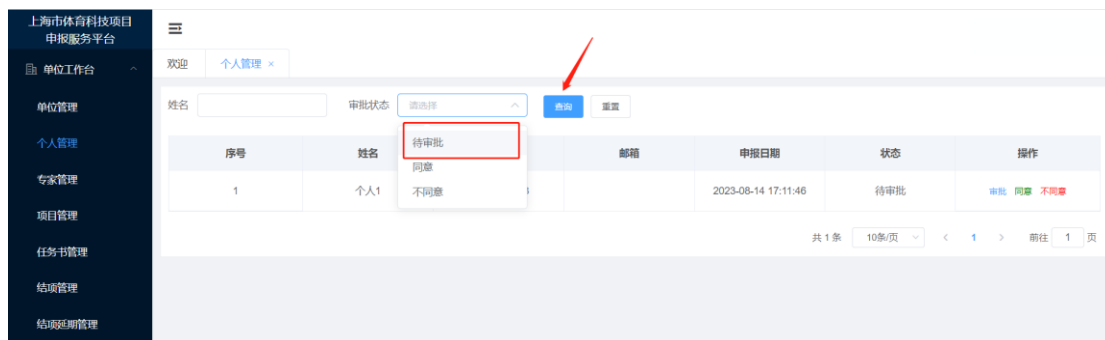 上海市体育科技项目
申报服务平台
单位工作台
单位管理
个人管理
专家管理
项目管理
任务书管理
结项管理
结项延期管理
欢迎 个人管理 ×
姓名 审批状态 请选择 查询 重置
待审批
同意
不同意
序号 姓名 邮箱 申报日期 状态 操作
1 个人1 2023-08-14 17:11:46 待审批 审批 同意 不同意
共 1 条 10条/页 < 1 > 前往 1 页